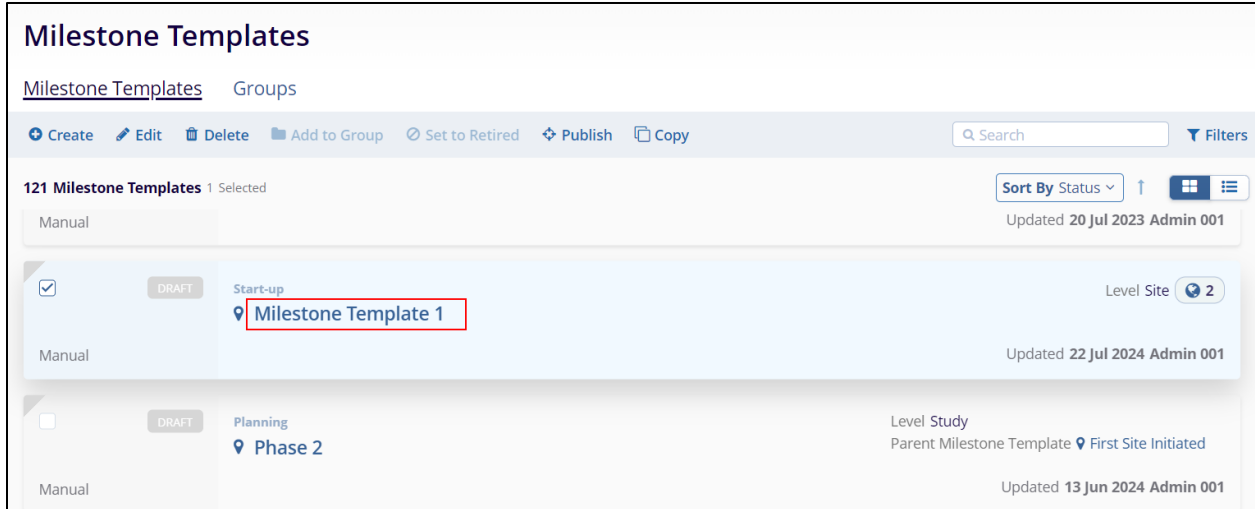 Milestone Templates
Milestone Templates Groups
Create Edit Delete Add to Group Set to Retired Publish Copy Search Filters
121 Milestone Templates 1 Selected Sort By Status
Manual Updated 20 Jul 2023 Admin 001
DRAFT Start-up Level Site 2
Milestone Template 1
Manual Updated 22 Jul 2024 Admin 001
DRAFT Planning Level Study
Phase 2 Parent Milestone Template First Site Initiated
Manual Updated 13 Jun 2024 Admin 001